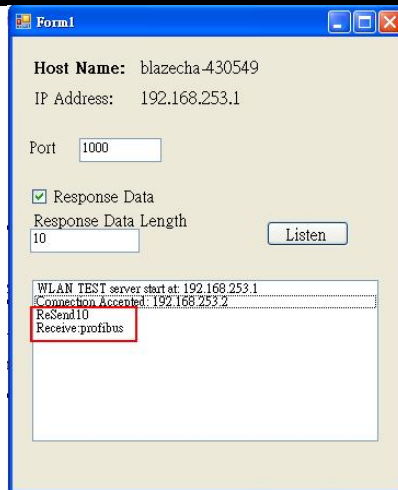 Form1
Host Name: blazecha-430549
IP Address: 192.168.253.1
Port 1000
Response Data
Response Data Length
10
Listen
WLAN TEST server start at: 192.168.253.1
Connection Accepted: 192.168.253.2
ReSend10
Receive:profibus